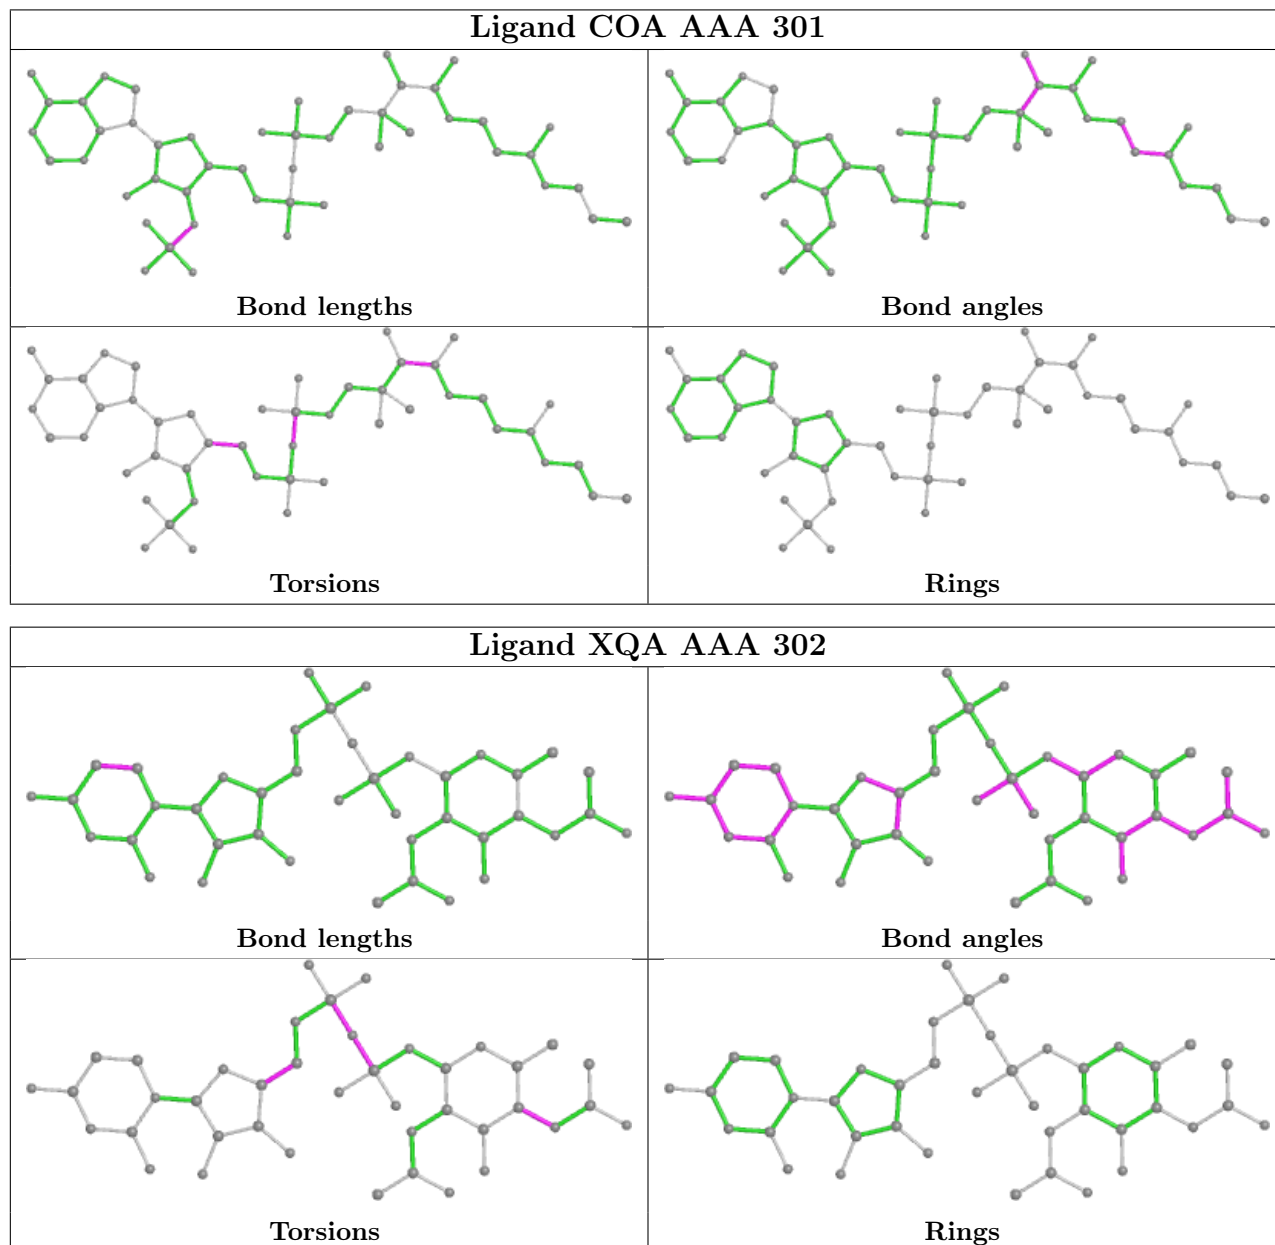 Ligand COA AAA 301
Bond lengths
Bond angles
Torsions
Rings
Ligand XQA AAA 302
Bond lengths
Bond angles
Torsions
Rings